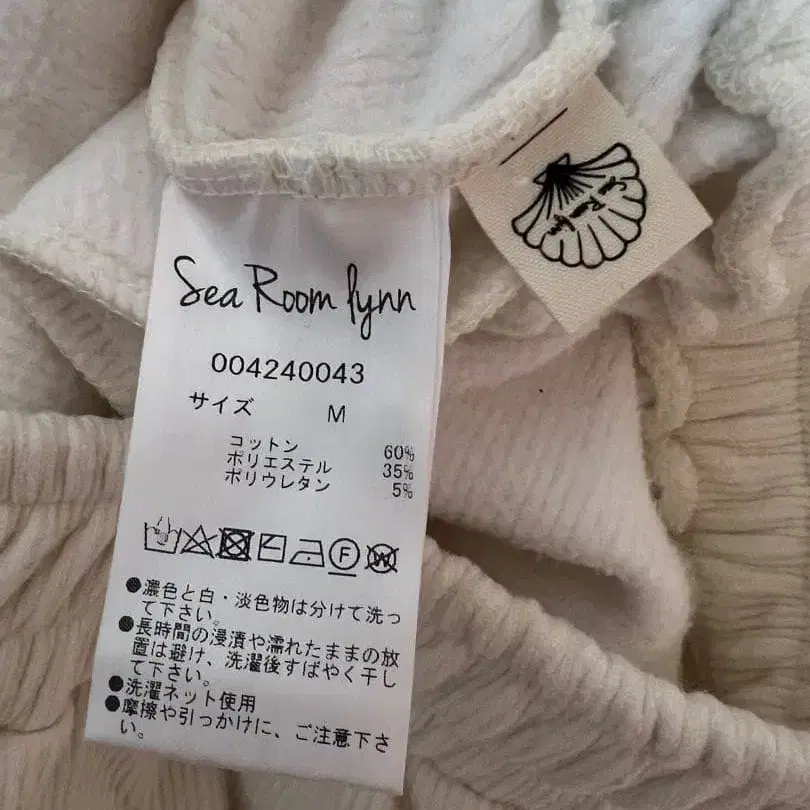 Sea Room lynn
Sea Room lynn
004240043
サイズ M
コットン 60%
ポリエステル 35%
ポリウレタン 5%
F
W
●濃色と白・淡色物は分けて洗っ
て下さい。
●長時間の浸漬や濡れたままの放
置は避け、洗濯後すばやく干し
て下さい。
●洗濯ネット使用
●摩擦や引っかけに、ご注意下さ
い。